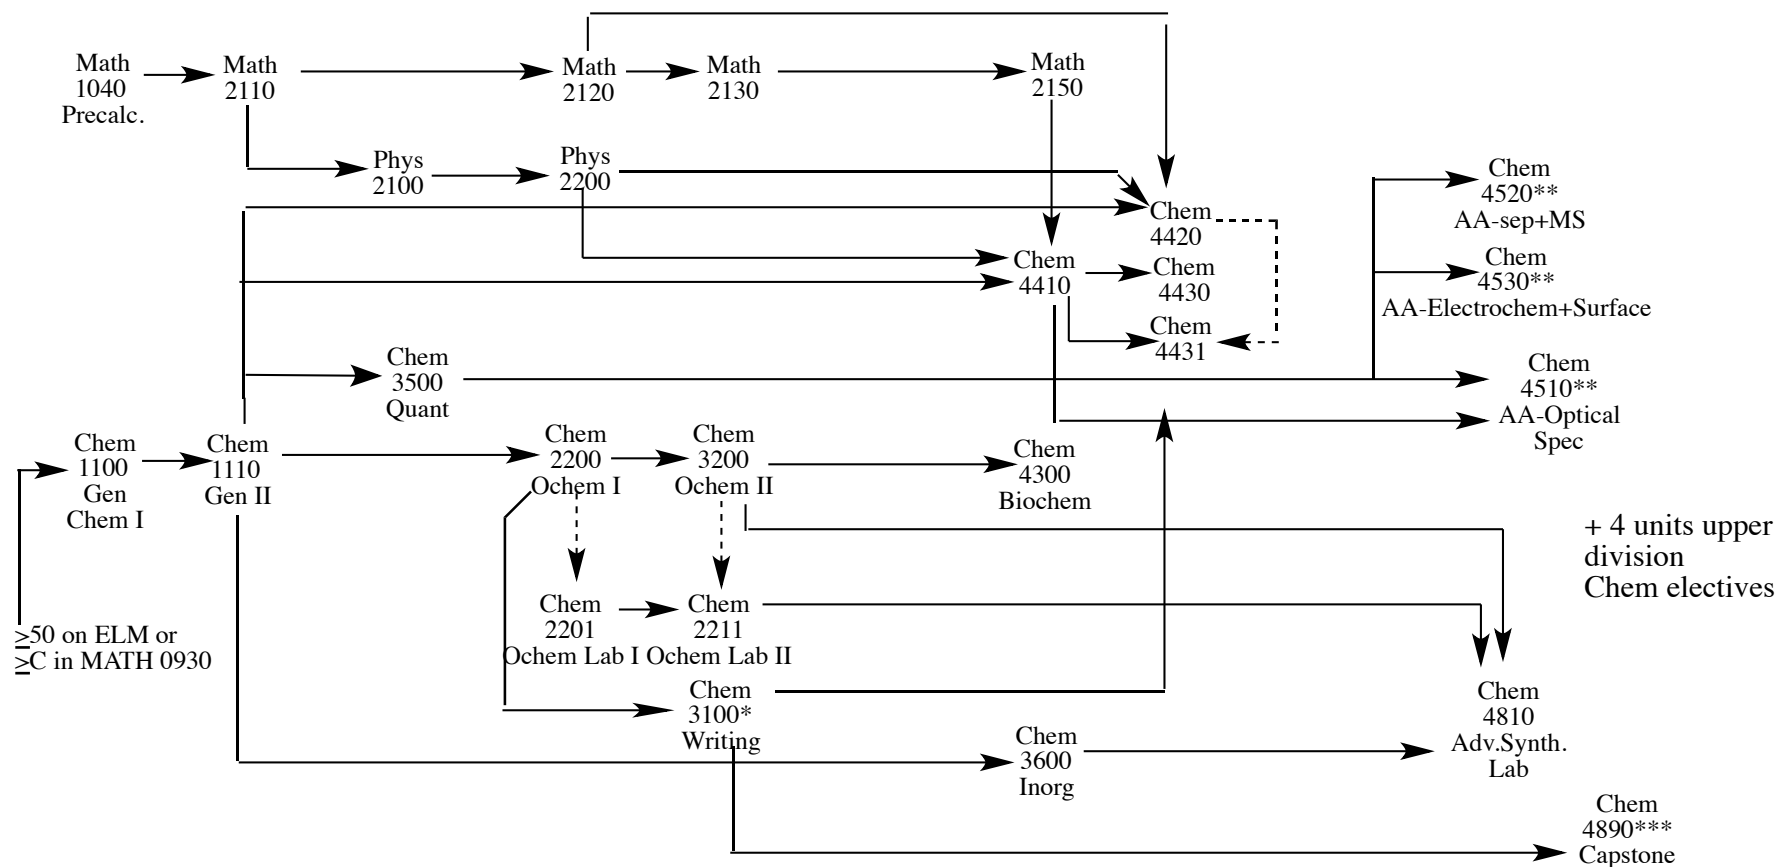 Math
1040
Precalc.
Math
2110
Math
2120
Math
2130
Math
2150
Phys
2100
Phys
2200
Chem
4520**
AA-sep+MS
Chem
4420
Chem
4530**
AA-Electrochem+Surface
Chem
4410
Chem
4430
Chem
4431
Chem
3500
Quant
Chem
4510**
AA-Optical
Spec
Chem
1100
Gen
Chem I
Chem
1110
Gen II
Chem
2200
Ochem I
Chem
3200
Ochem II
Chem
4300
Biochem
+ 4 units upper
division
Chem electives
≥50 on ELM or
≥C in MATH 0930
Chem
2201
Ochem Lab I
Chem
2211
Ochem Lab II
Chem
3100*
Writing
Chem
3600
Inorg
Chem
4810
Adv.Synth.
Lab
Chem
4890***
Capstone